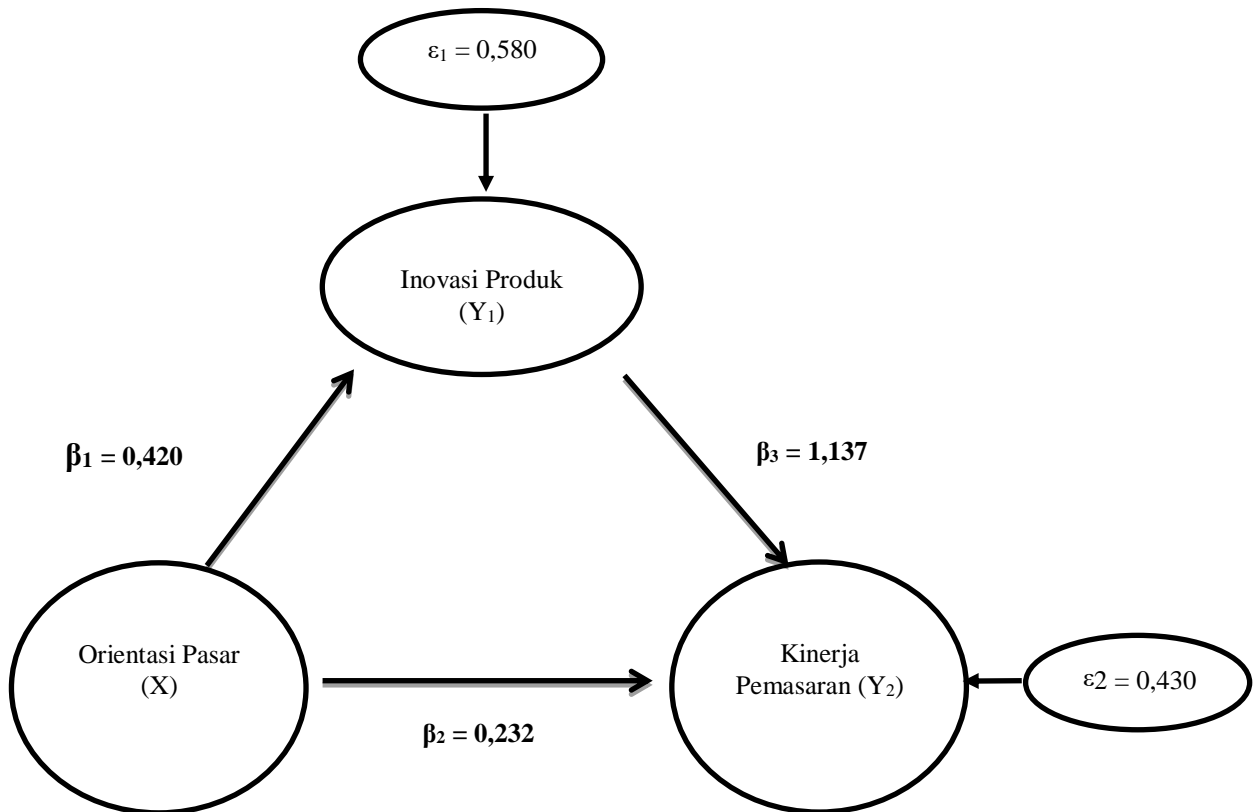 ε₁ = 0,580
Inovasi Produk
(Y₁)
β₁ = 0,420
β₃ = 1,137
Orientasi Pasar
(X)
Kinerja
Pemasaran (Y₂)
ε2 = 0,430
β₂ = 0,232